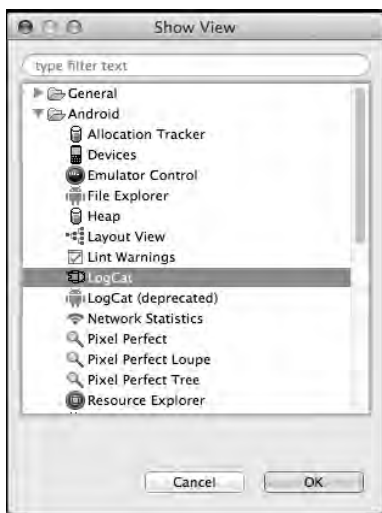 Show View
type filter text
General
Android
Allocation Tracker
Devices
Emulator Control
File Explorer
Heap
Layout View
Lint Warnings
LogCat
LogCat (deprecated)
Network Statistics
Pixel Perfect
Pixel Perfect Loupe
Pixel Perfect Tree
Resource Explorer
Cancel
OK